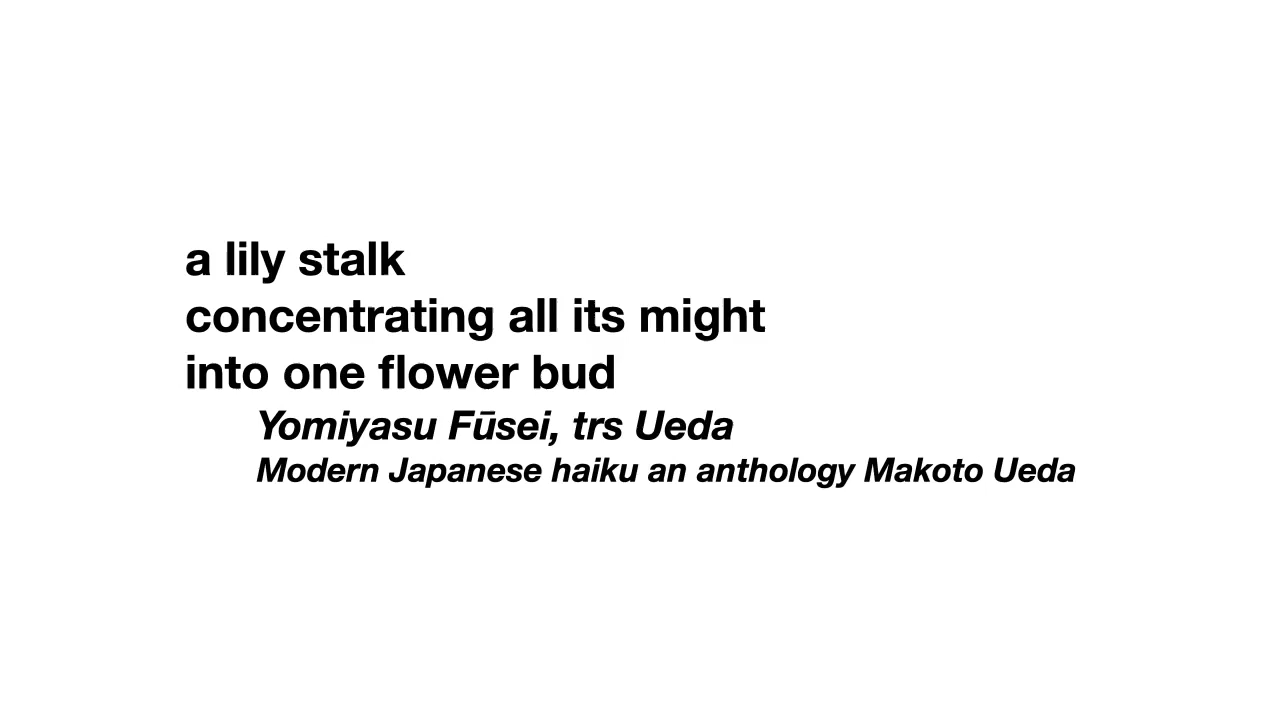 a lily stalk
concentrating all its might
into one flower bud
Yomiyasu Fūsei, trs Ueda
Modern Japanese haiku an anthology Makoto Ueda